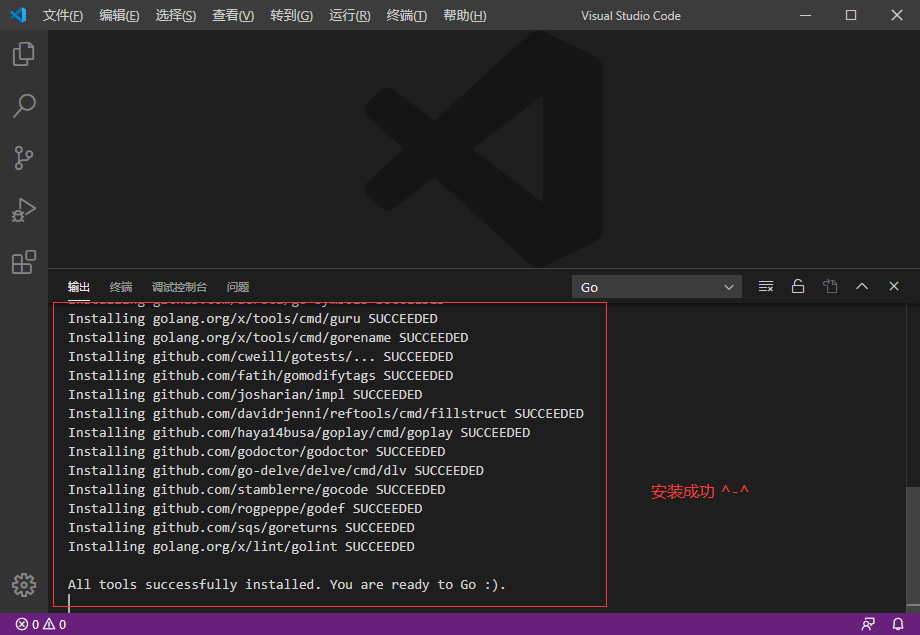 文件(F) 编辑(E) 选择(S) 查看(V) 转到(G) 运行(R) 终端(T) 帮助(H) Visual Studio Code
输出 终端 调试控制台 问题 Go
Installing golang.org/x/tools/cmd/guru SUCCEEDED
Installing golang.org/x/tools/cmd/gorename SUCCEEDED
Installing github.com/cweill/gotests/... SUCCEEDED
Installing github.com/fatih/gomodifytags SUCCEEDED
Installing github.com/josharian/impl SUCCEEDED
Installing github.com/davidrjenni/reftools/cmd/fillstruct SUCCEEDED
Installing github.com/haya14busa/goplay/cmd/goplay SUCCEEDED
Installing github.com/godoctor/godoctor SUCCEEDED
Installing github.com/go-delve/delve/cmd/dlv SUCCEEDED
Installing github.com/stamblerre/gocode SUCCEEDED
Installing github.com/rogpeppe/godef SUCCEEDED
Installing github.com/sqs/goreturns SUCCEEDED
Installing golang.org/x/lint/golint SUCCEEDED
安装成功 ^-^
All tools successfully installed. You are ready to Go :).
0 0